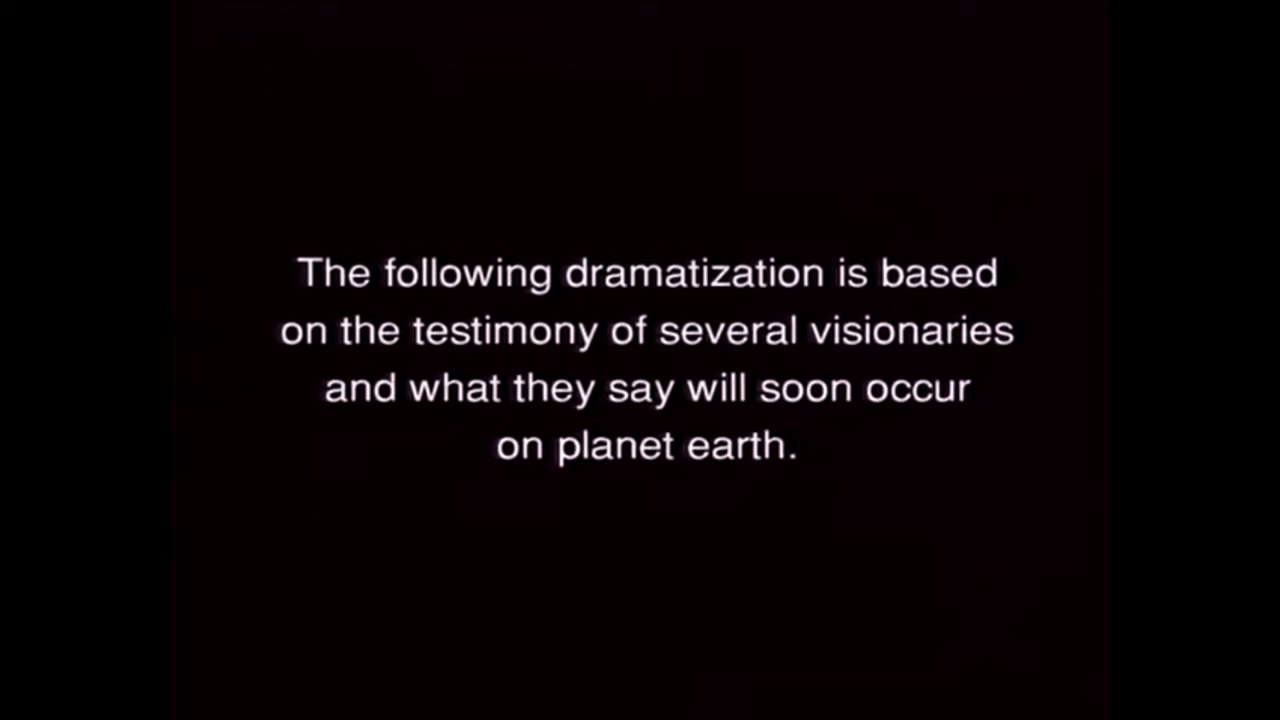 The following dramatization is based
on the testimony of several visionaries
and what they say will soon occur
on planet earth.